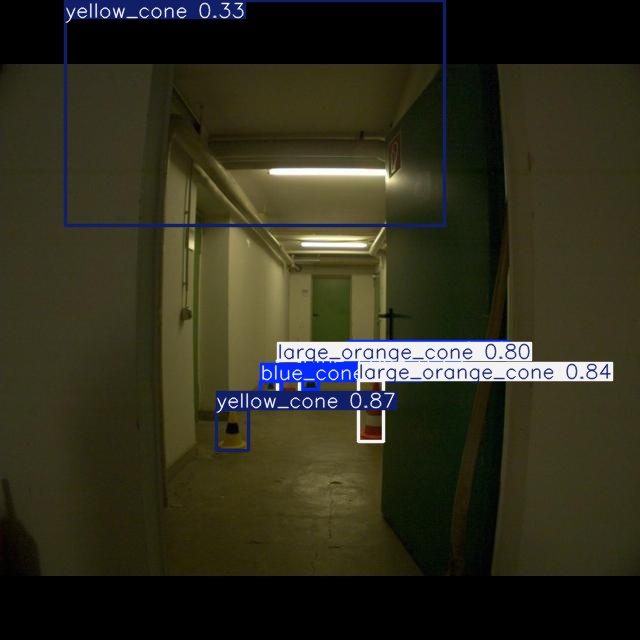 yellow_cone 0.33
large_orange_cone 0.80
blue_cone
large_orange_cone 0.84
yellow_cone 0.87